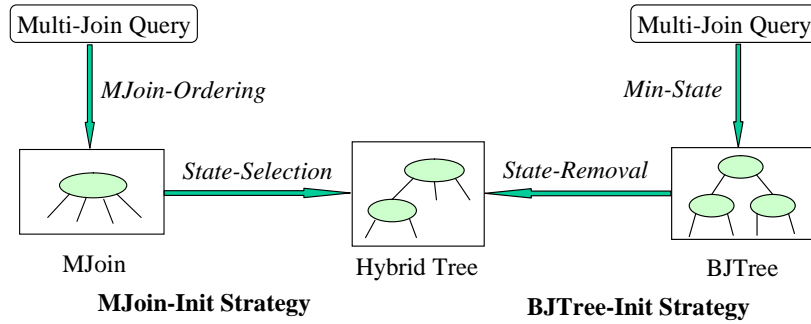 Multi-Join Query
Multi-Join Query
MJoin-Ordering
Min-State
State-Selection
State-Removal
MJoin
Hybrid Tree
BJTree
MJoin-Init Strategy
BJTree-Init Strategy